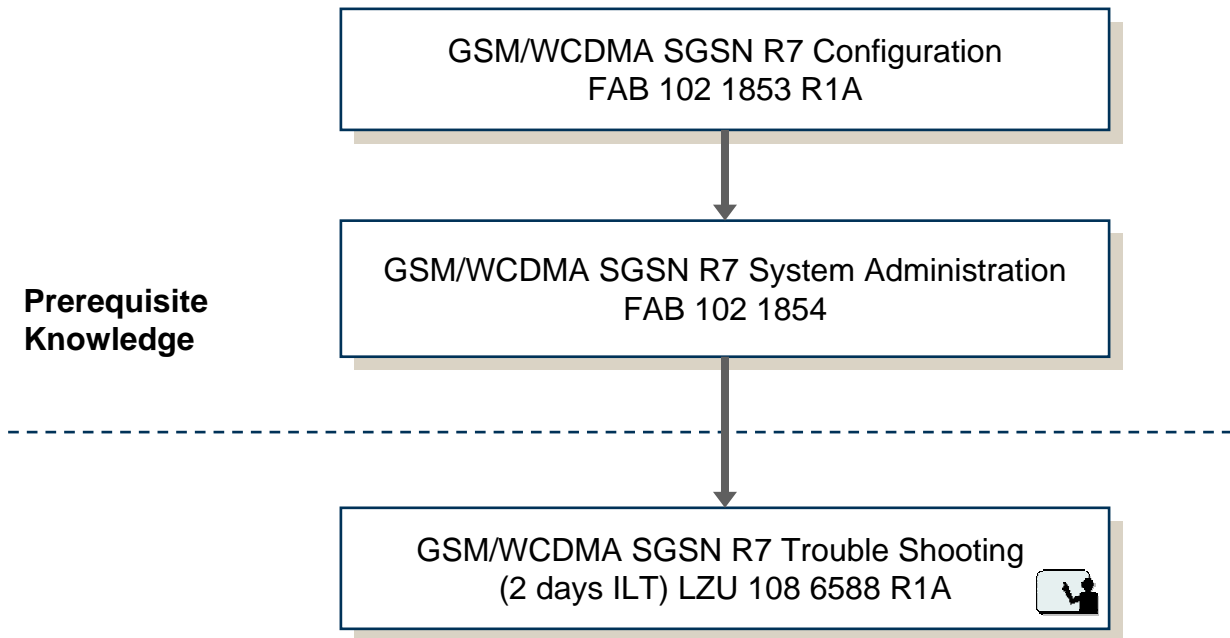 GSM/WCDMA SGSN R7 Configuration
FAB 102 1853 R1A
GSM/WCDMA SGSN R7 System Administration
FAB 102 1854
Prerequisite
Knowledge
GSM/WCDMA SGSN R7 Trouble Shooting
(2 days ILT) LZU 108 6588 R1A